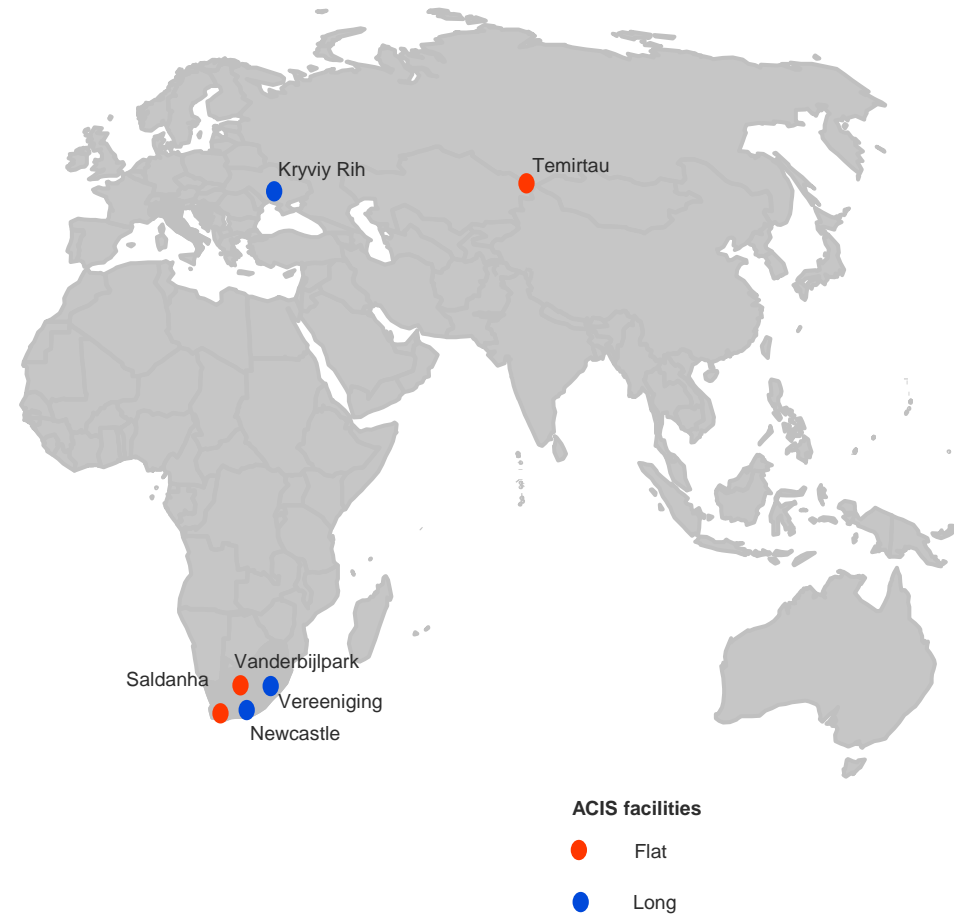 Kryviy Rih
Temirtau
Vanderbijlpark
Saldanha
Vereeniging
Newcastle
ACIS facilities
Flat
Long